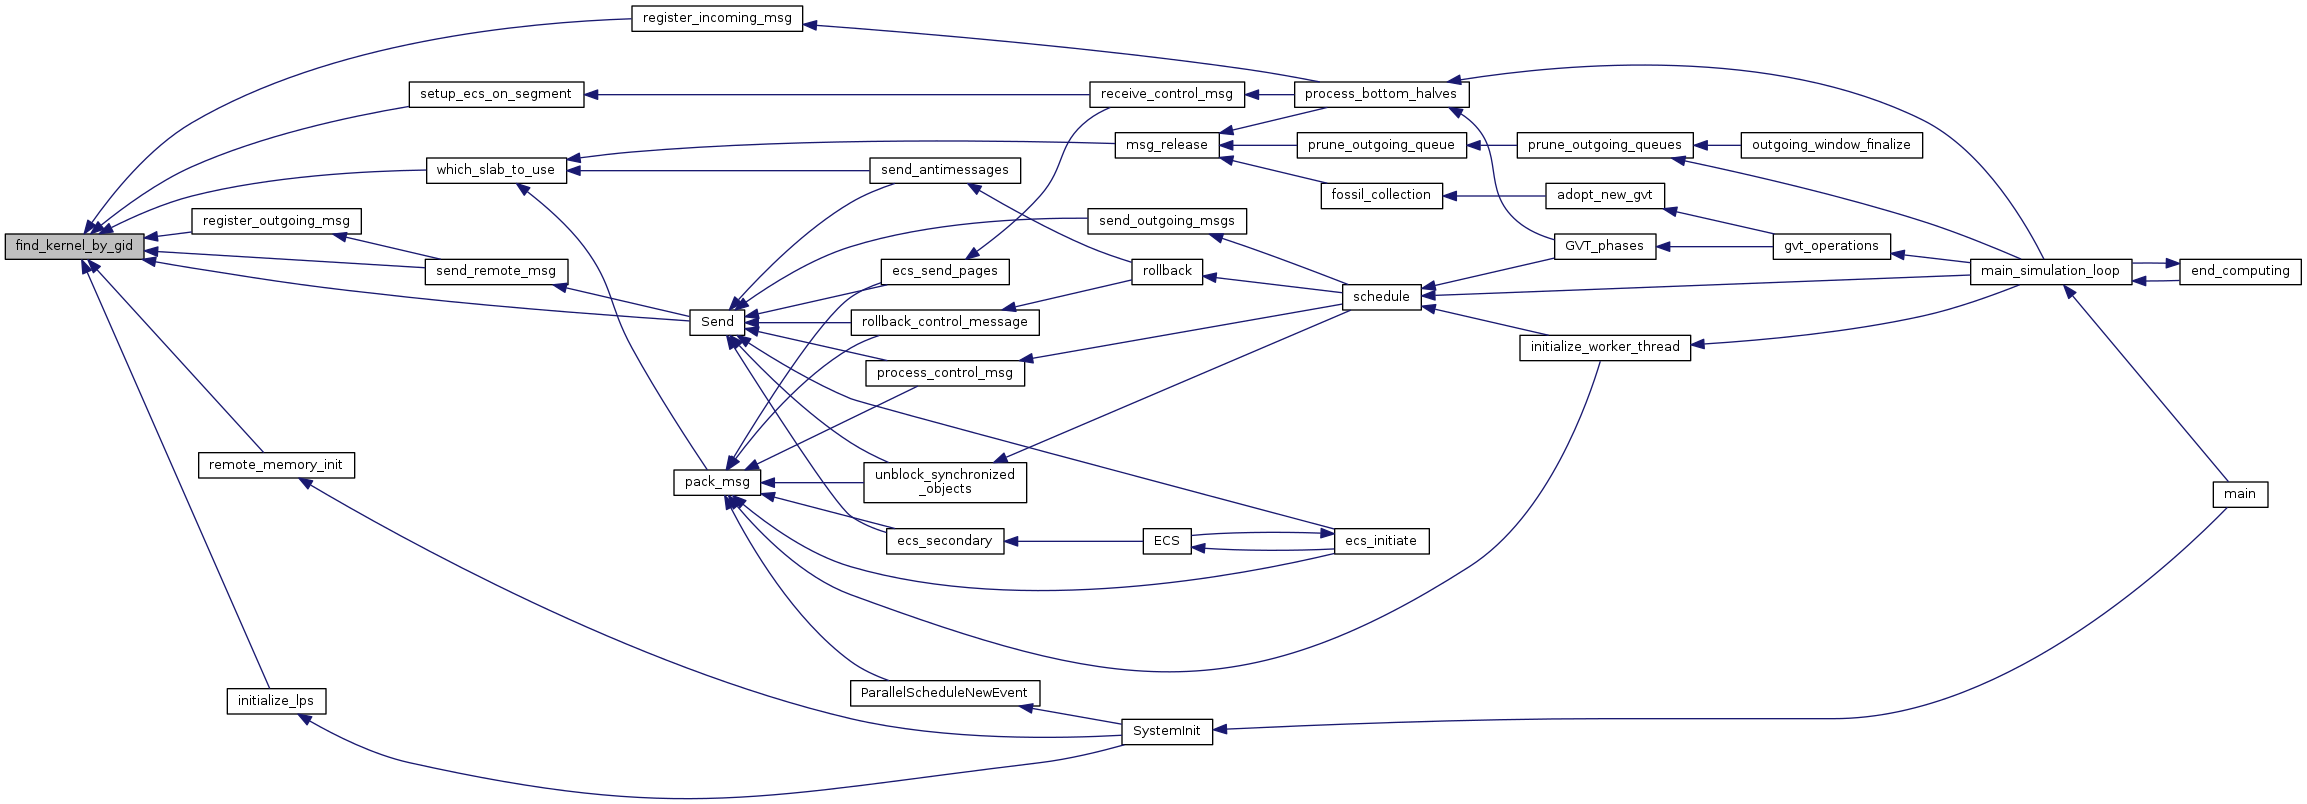 register_incoming_msg
setup_ecs_on_segment
receive_control_msg
process_bottom_halves
msg_release
prune_outgoing_queue
prune_outgoing_queues
outgoing_window_finalize
which_slab_to_use
send_antimessages
fossil_collection
adopt_new_gvt
register_outgoing_msg
send_outgoing_msgs
find_kernel_by_gid
GVT_phases
gvt_operations
send_remote_msg
ecs_send_pages
rollback
main_simulation_loop
end_computing
schedule
Send
rollback_control_message
initialize_worker_thread
process_control_msg
remote_memory_init
pack_msg
unblock_synchronized
_objects
main
ecs_secondary
ECS
ecs_initiate
ParallelScheduleNewEvent
initialize_lps
SystemInit